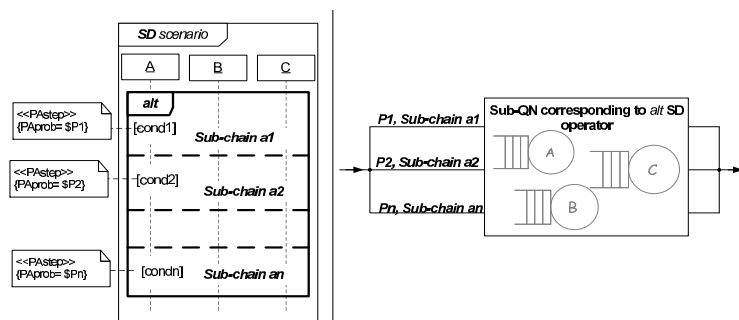 SD scenario
A B C
alt
<<PAstep>>
{PAprob= $P1}
[cond1]
Sub-chain a1
<<PAstep>>
{PAprob= $P2}
[cond2]
Sub-chain a2
<<PAstep>>
{PAprob= $Pn}
[condn]
Sub-chain an
P1, Sub-chain a1
P2, Sub-chain a2
Pn, Sub-chain an
Sub-QN corresponding to alt SD
operator
A
C
B